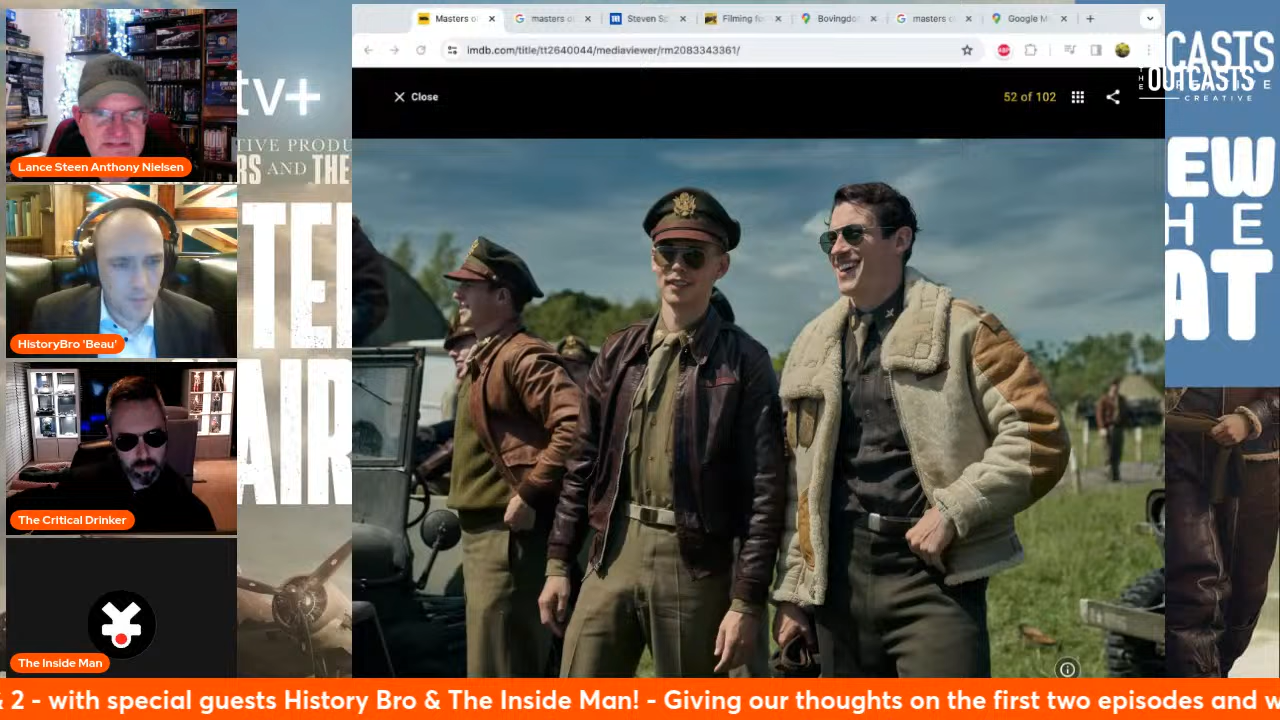 Masters o
masters o
Steven Sp
Filming fo
Bovingdo
masters o
Google M
imdb.com/title/tt2640044/mediaviewer/rm2083343361/
ABP
Close
52 of 102
CASTS
THE OUTCASTS
CREATIVE
tv+
TIVE PRODU
RS AND THE
TE
AIR
EW
HE
AT
Lance Steen Anthony Nielsen
HistoryBro 'Beau'
The Critical Drinker
The Inside Man
& 2 - with special guests History Bro & The Inside Man! - Giving our thoughts on the first two episodes and w